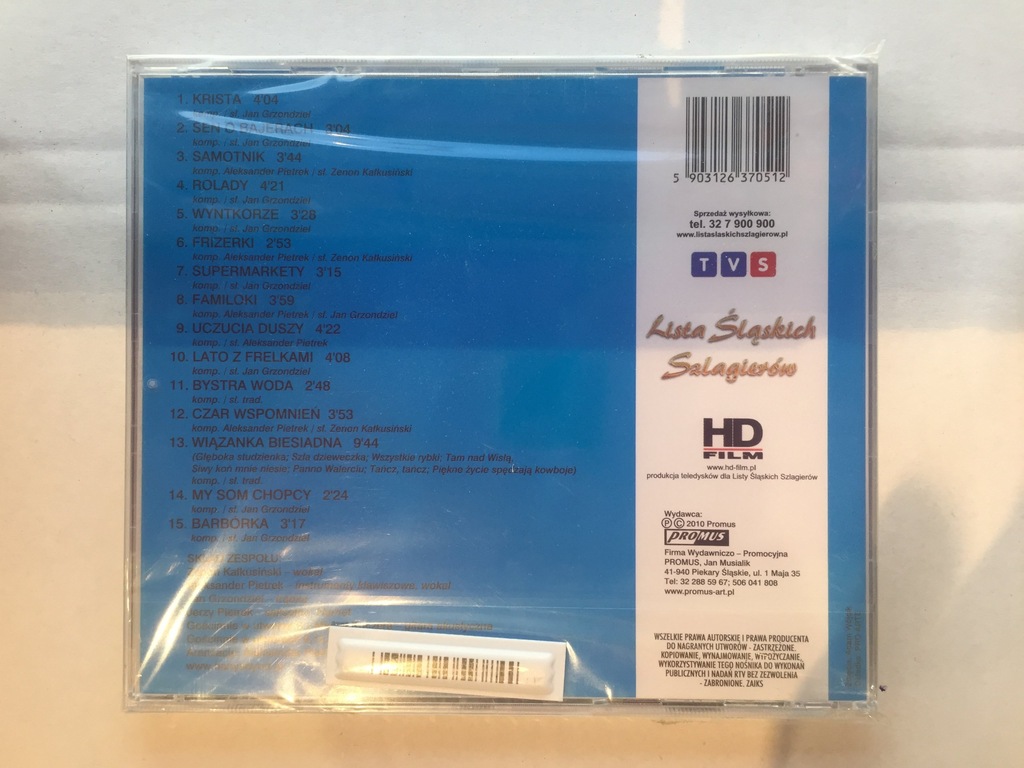 1. KRISTA 4'04
komp. / sł. Jan Grzondziel
2. SEN O BAJERACH 3'04
komp. / sł. Jan Grzondziel
3. SAMOTNIK 3'44
komp. Aleksander Pietrek / sł. Zenon Kałkusiński
4. ROLADY 4'21
komp. / sł. Jan Grzondziel
5. WYNTKORZE 3'28
komp. / sł. Jan Grzondziel
6. FRIZERKI 2'53
komp. Aleksander Pietrek / sł. Zenon Kałkusiński
7. SUPERMARKETY 3'15
komp. / sł. Jan Grzondziel
8. FAMILOKI 3'59
komp. Aleksander Pietrek / sł. Jan Grzondziel
9. UCZUCIA DUSZY 4'22
komp. / sł. Aleksander Pietrek
10. LATO Z FRELKAMI 4'08
komp. / sł. Jan Grzondziel
11. BYSTRA WODA 2'48
komp. / sł. trad.
12. CZAR WSPOMNIEŃ 3'53
komp. Aleksander Pietrek / sł. Zenon Kałkusiński
13. WIĄZANKA BIESIADNA 9'44
(Głęboka studzienka; Szła dzieweczka; Wszystkie rybki; Tam nad Wisłą,
Siwy koń mnie niesie; Panno Walerciu; Tańcz, tańcz; Piękne życie spędzają kowboje)
komp. / sł. trad.
14. MY SOM CHOPCY 2'24
komp. / sł. Jan Grzondziel
15. BARBÓRKA 3'17
komp. / sł. Jan Grzondziel
SKŁAD ZESPOŁU:
Kałkusiński – wokal
Pietrek – instrumenty klawiszowe, wokal
Jerzy Pietrek
5 903126 370512
Sprzedaż wysyłkowa:
tel. 32 7 900 900
www.listaslaskichszlagierow.pl
TVS
Lista Śląskich
Szlagierów
HD
FILM
www.hd-film.pl
produkcja teledysków dla Listy Śląskich Szlagierów
Wydawca:
Ⓟ © 2010 Promus
PROMUS
Firma Wydawniczo – Promocyjna
PROMUS, Jan Musialik
41-940 Piekary Śląskie, ul. 1 Maja 35
Tel: 32 288 59 67; 506 041 808
www.promus-art.pl
WSZELKIE PRAWA AUTORSKIE I PRAWA PRODUCENTA
DO NAGRANYCH UTWORÓW - ZASTRZEŻONE.
KOPIOWANIE, WYNAJMOWANIE, WYPOŻYCZANIE,
WYKORZYSTYWANIE TEGO NOŚNIKA DO WYKONAŃ
PUBLICZNYCH I NADAŃ RTV BEZ ZEZWOLENIA
- ZABRONIONE. ZAIKS